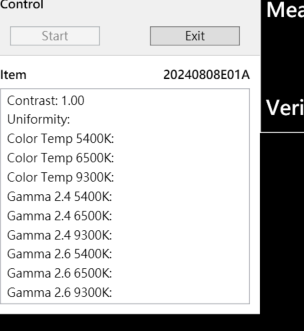 Control
Start Exit
Item 20240808E01A
Contrast: 1.00
Uniformity:
Color Temp 5400K:
Color Temp 6500K:
Color Temp 9300K:
Gamma 2.4 5400K:
Gamma 2.4 6500K:
Gamma 2.4 9300K:
Gamma 2.6 5400K:
Gamma 2.6 6500K:
Gamma 2.6 9300K:
Mea
Veri